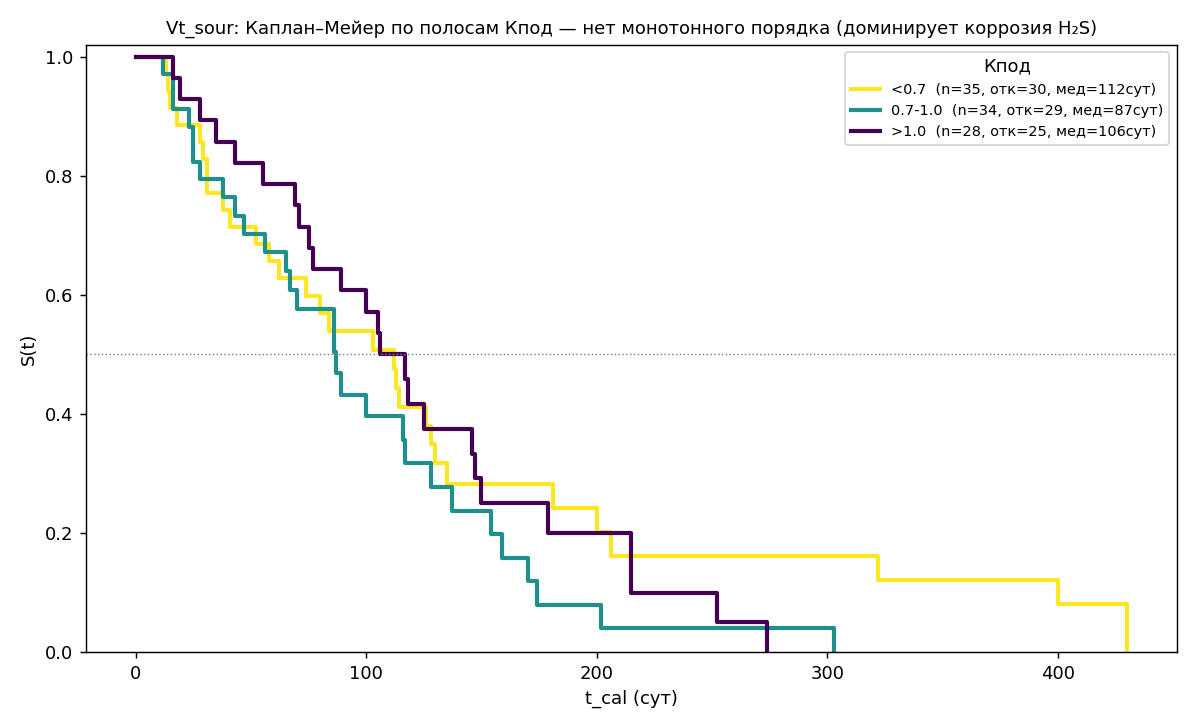 Vt_sour: Каплан–Мейер по полосам Кпод — нет монотонного порядка (доминирует коррозия H₂S)
Кпод
<0.7  (n=35, отк=30, мед=112сут)
0.7-1.0  (n=34, отк=29, мед=87сут)
>1.0  (n=28, отк=25, мед=106сут)
1.0
0.8
0.6
0.4
0.2
0.0
S(t)
0
100
200
300
400
t_cal (сут)